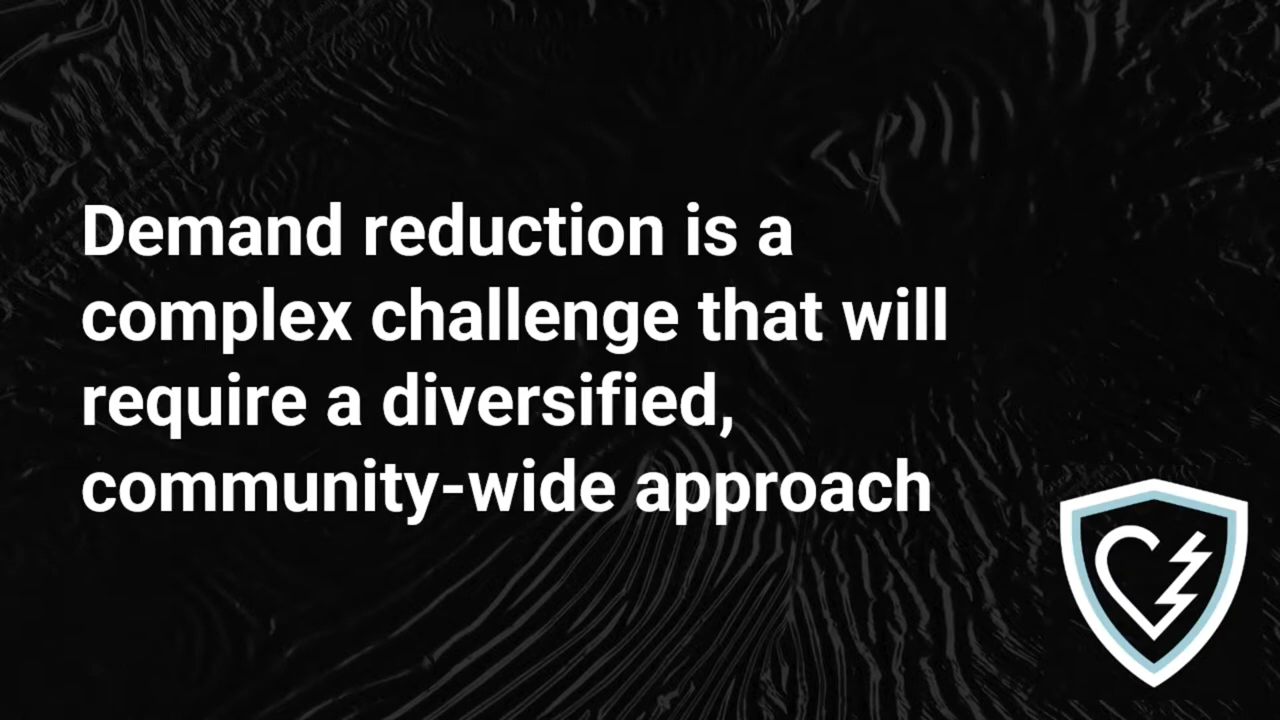 Demand reduction is a
complex challenge that will
require a diversified,
community-wide approach